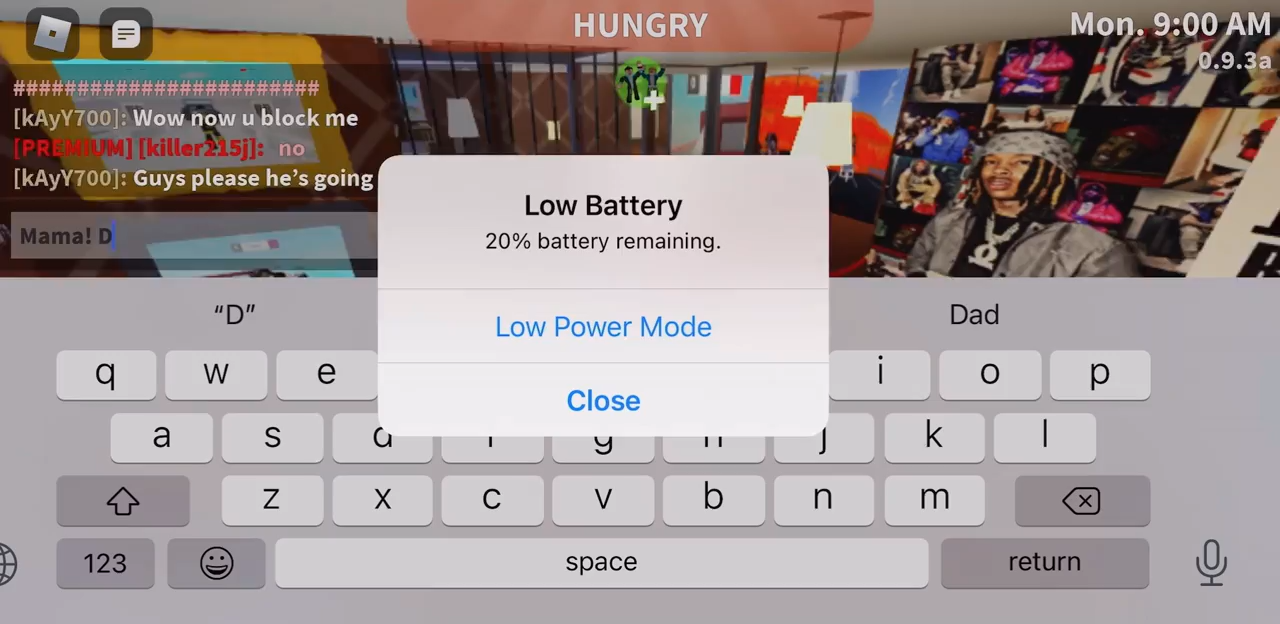 HUNGRY
Mon. 9:00 AM
0.9.3a
########################
[kAyY700]: Wow now u block me
[PREMIUM] [killer215j]: no
[kAyY700]: Guys please he's going
Mama! D
Low Battery
20% battery remaining.
Low Power Mode
Close
“D”
Dad
q w e i o p
a s d f g h j k l
z x c v b n m
123 space return